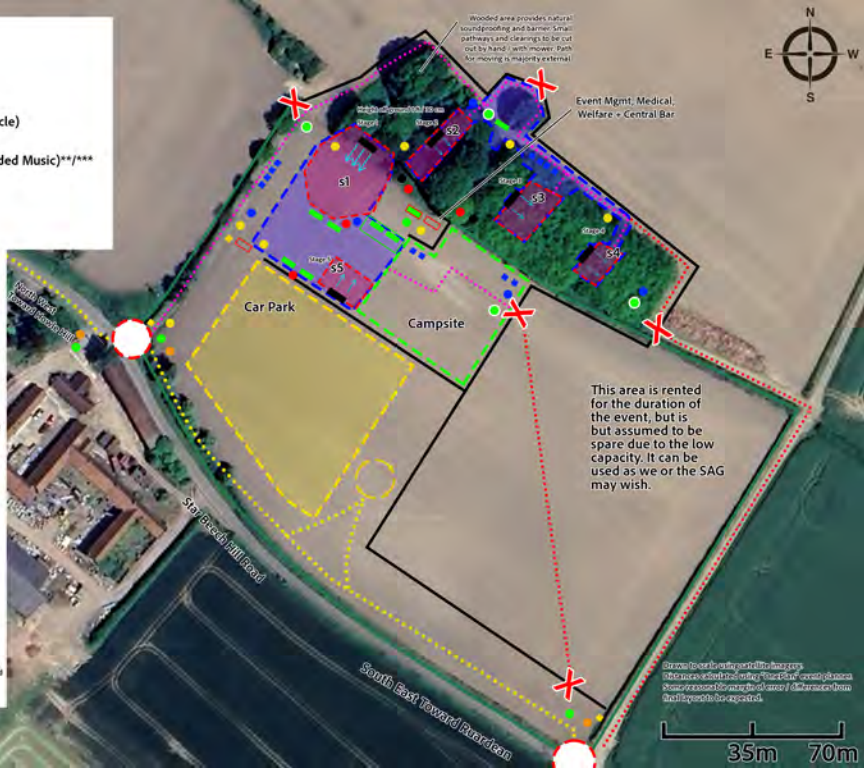 cle)
ded Music)**/***
Wooded area provides natural
soundproofing and barrier. Small
pathways and clearings to be cut
out by hand - with mower. Path
for moving is majority external.
N
E
W
S
Event Mgmt, Medical,
Welfare + Central Bar
Stage 1
Stage 2
s2
s1
Stage 3
s3
Stage 4
s4
Stage 5
s5
North West
Toward Howle Hill
Car Park
Campsite
This area is rented
for the duration of
the event, but is
but assumed to be
spare due to the low
capacity. It can be
used as we or the SAG
may wish.
Star Beech Hill Road
South East Toward Ruardean
Drawn to scale using satellite imagery.
Distances calculated using "OnePlan" event planner.
Some reasonable margin of error / differences from
final layout to be expected.
35m
70m